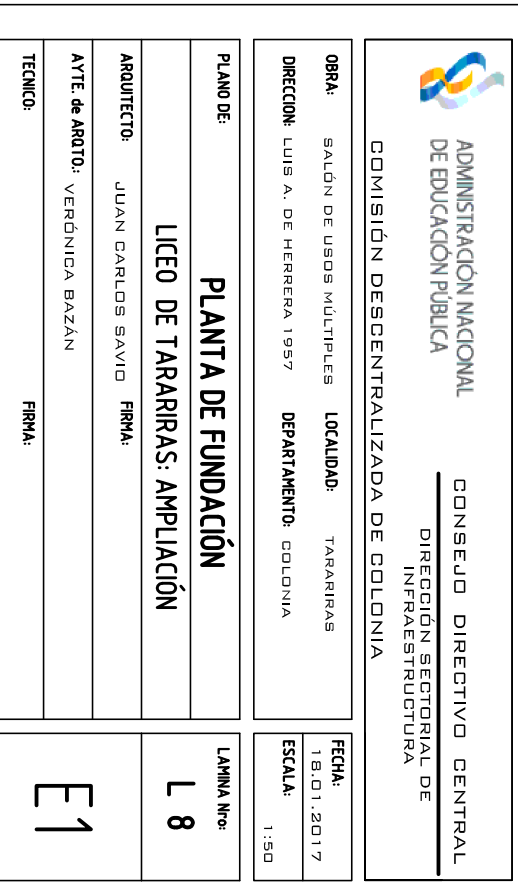 ADMINISTRACIÓN NACIONAL
DE EDUCACIÓN PÚBLICA
CONSEJO DIRECTIVO CENTRAL
DIRECCIÓN SECTORIAL DE
INFRAESTRUCTURA
COMISIÓN DESCENTRALIZADA DE COLONIA
OBRA: SALÓN DE USOS MÚLTIPLES LOCALIDAD: TARARIRAS
DIRECCION: LUIS A. DE HERRERA 1957 DEPARTAMENTO: COLONIA
FECHA:
18.01.2017
ESCALA: 1:50
PLANO DE:
PLANTA DE FUNDACIÓN
LICEO DE TARARIRAS: AMPLIACIÓN
LAMINA Nro:
L 8
ARQUITECTO: JUAN CARLOS SAVIO FIRMA:
AYTE. de ARQTO.: VERÓNICA BAZÁN
TECNICO: FIRMA:
E1